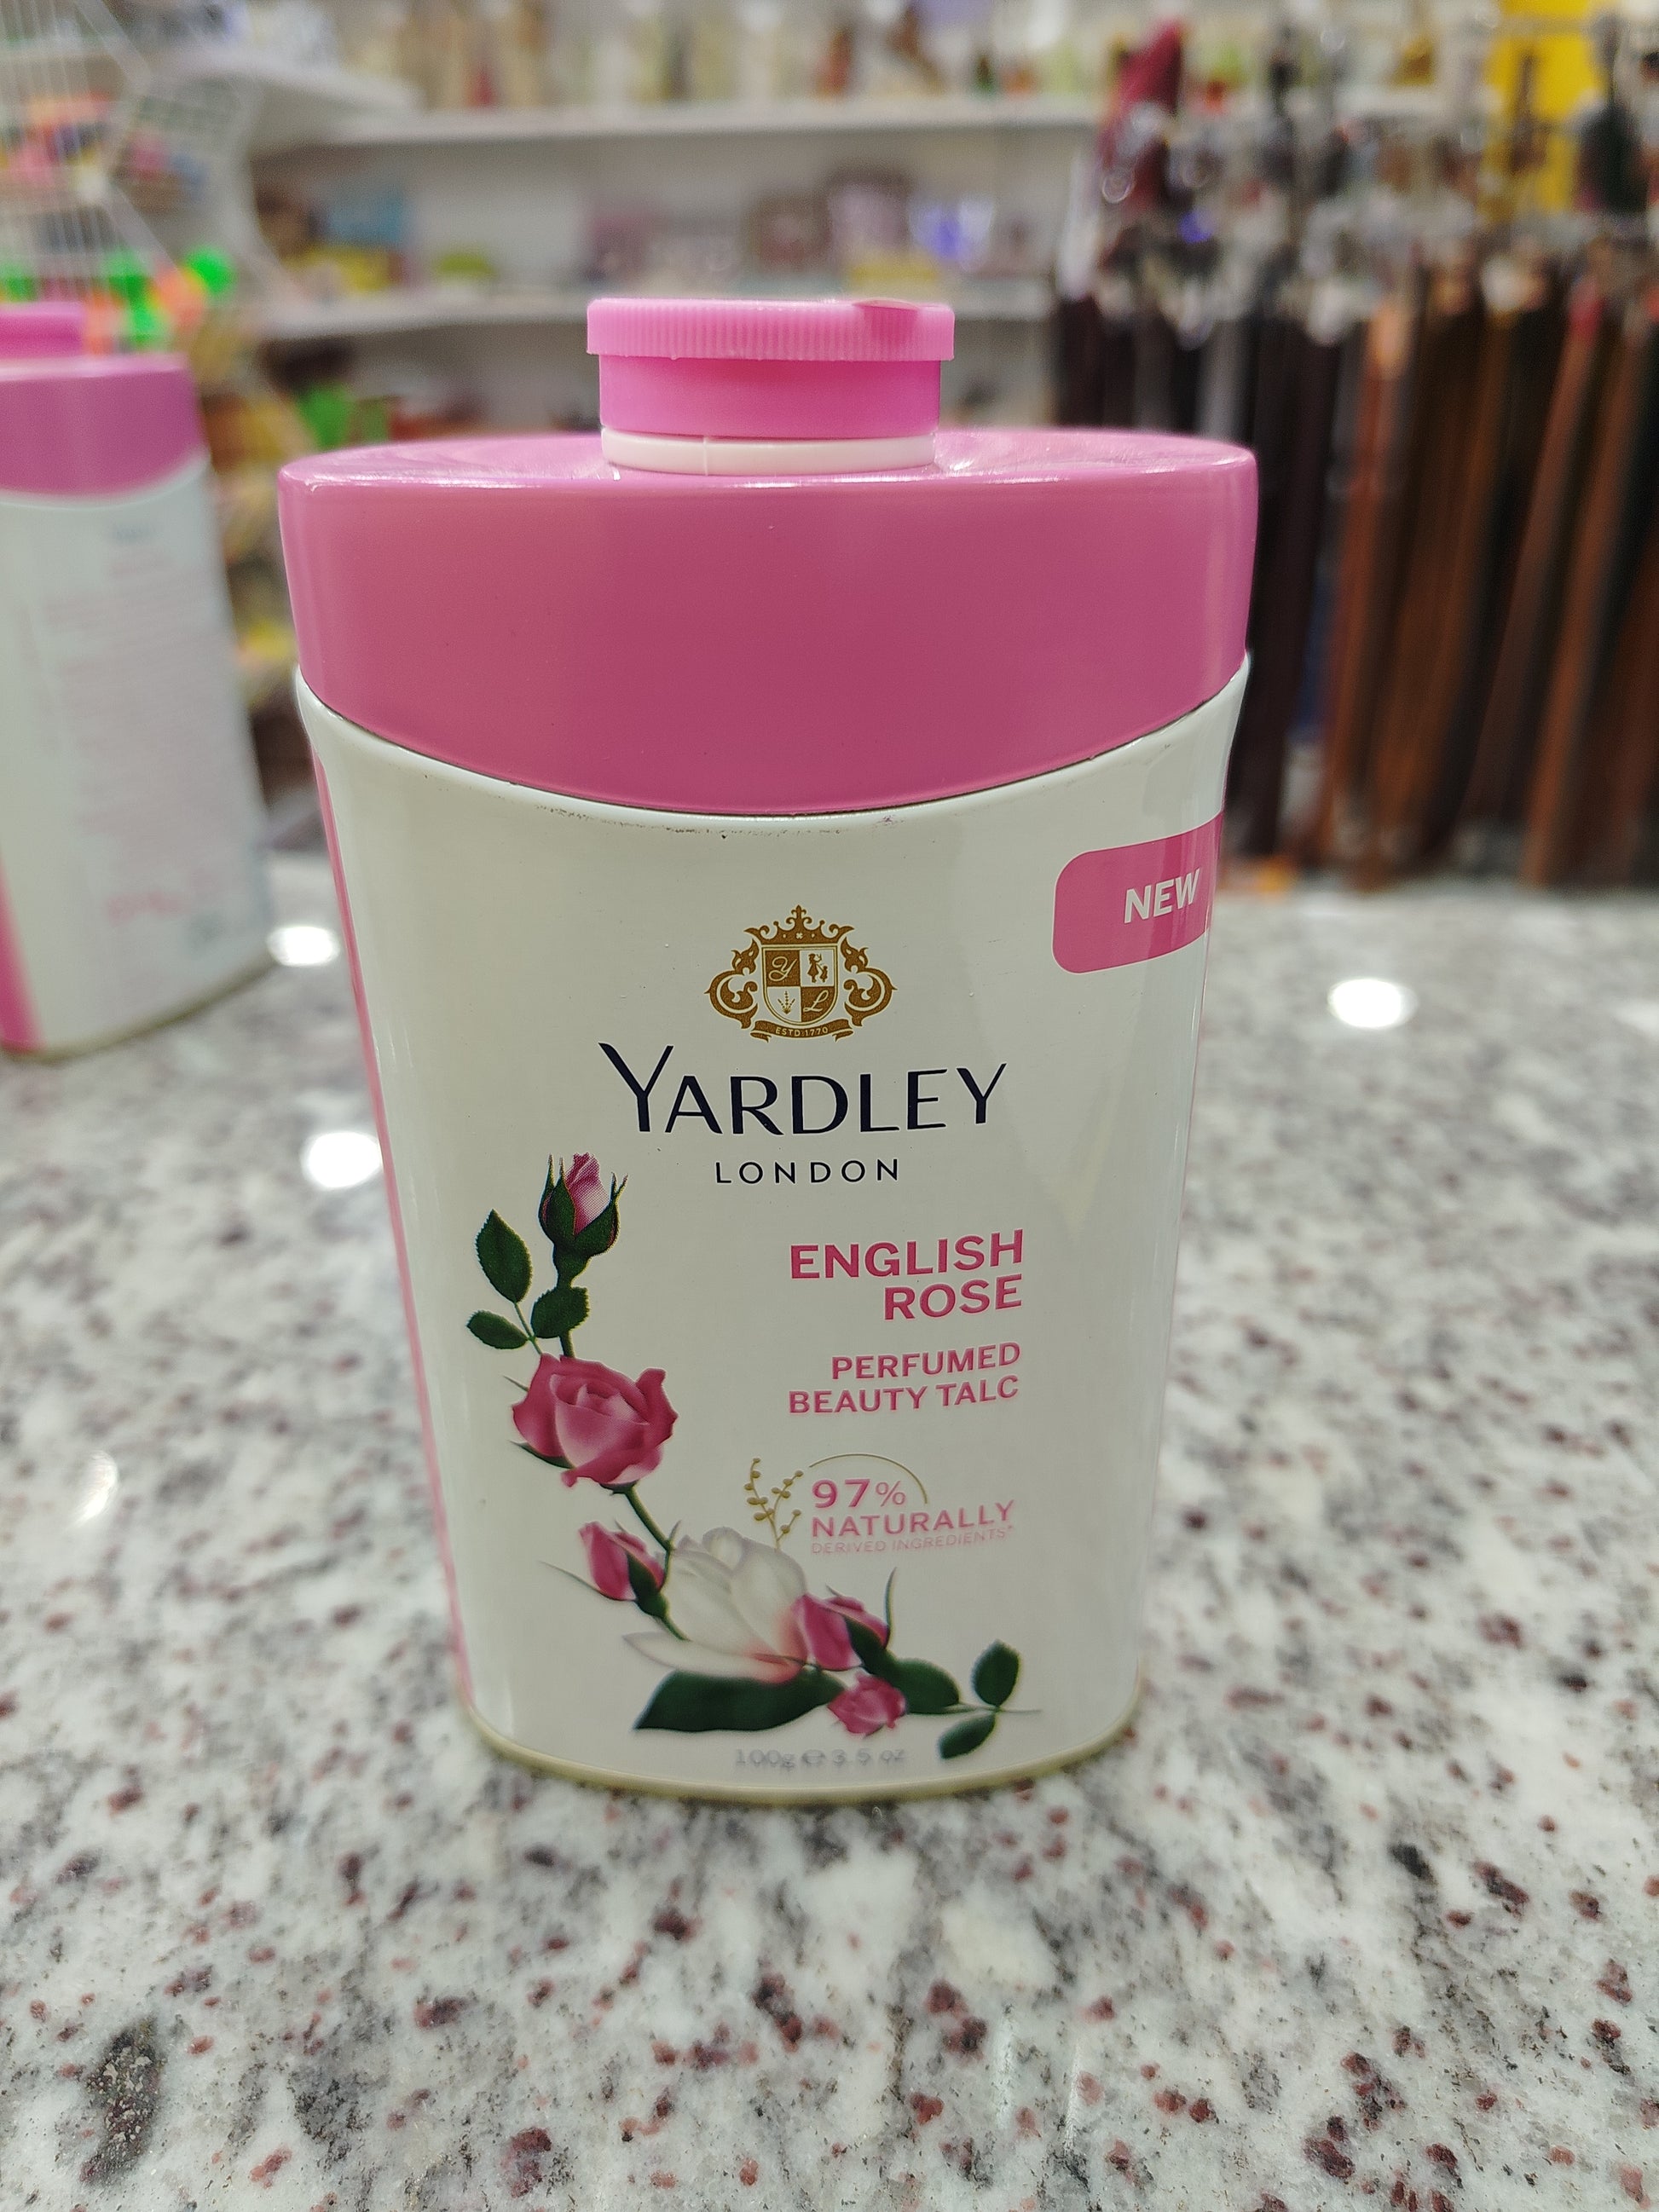 NEW
Y
L
ESTD 1770
YARDLEY
LONDON
ENGLISH
ROSE
PERFUMED
BEAUTY TALC
97%
NATURALLY
DERIVED INGREDIENTS*
100g ℮ 3.5 oz